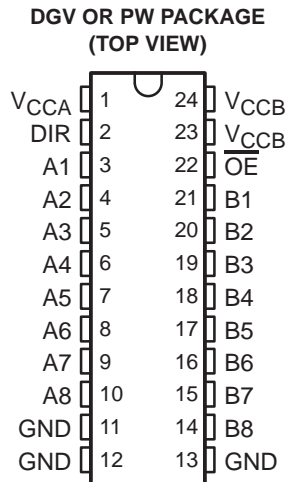 DGV OR PW PACKAGE
(TOP VIEW)
VCCA 1 24 VCCB
DIR 2 23 VCCB
A1 3 22 O̅E̅
A2 4 21 B1
A3 5 20 B2
A4 6 19 B3
A5 7 18 B4
A6 8 17 B5
A7 9 16 B6
A8 10 15 B7
GND 11 14 B8
GND 12 13 GND